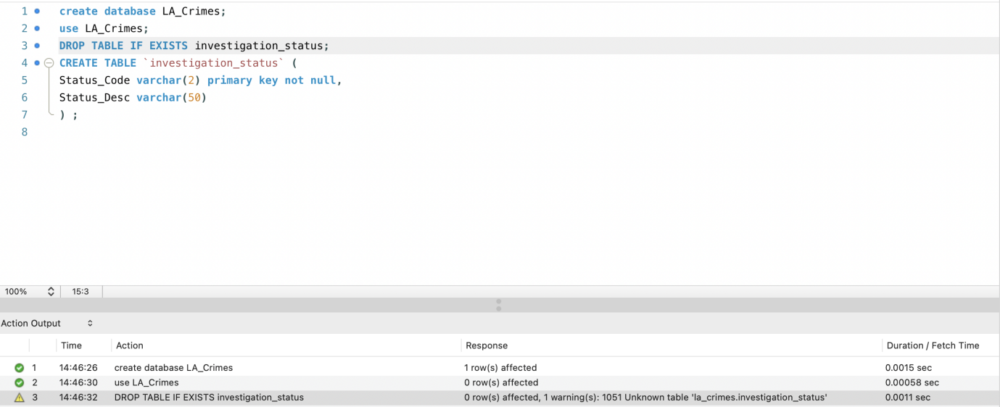 1 create database LA_Crimes;
2 use LA_Crimes;
3 DROP TABLE IF EXISTS investigation_status;
4 CREATE TABLE `investigation_status` (
5 Status_Code varchar(2) primary key not null,
6 Status_Desc varchar(50)
7 ) ;
8
100% 15:3
Action Output
Time Action Response Duration / Fetch Time
1 14:46:26 create database LA_Crimes 1 row(s) affected 0.0015 sec
2 14:46:30 use LA_Crimes 0 row(s) affected 0.00058 sec
3 14:46:32 DROP TABLE IF EXISTS investigation_status 0 row(s) affected, 1 warning(s): 1051 Unknown table 'la_crimes.investigation_status' 0.0011 sec